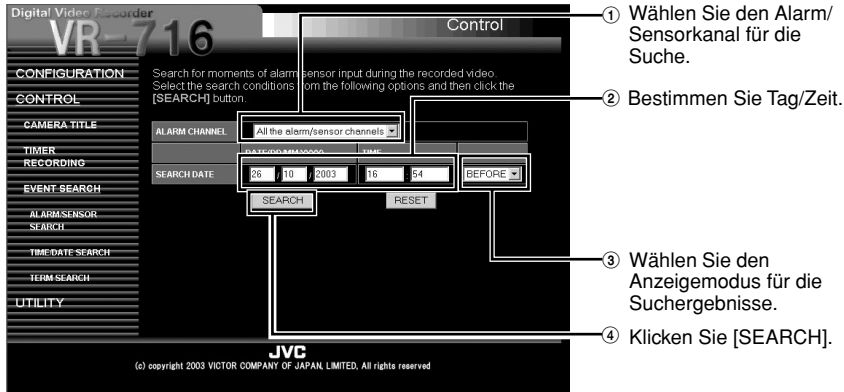 Digital Video Recorder
VR-716
Control
CONFIGURATION
CONTROL
CAMERA TITLE
TIMER
RECORDING
EVENT SEARCH
ALARM/SENSOR
SEARCH
TIME/DATE SEARCH
TERM SEARCH
UTILITY
Search for moments of alarm/sensor input during the recorded video.
Select the search conditions from the following options and then click the
[SEARCH] button.
ALARM CHANNEL
All the alarm/sensor channels
DATE(DD/MM/YYYY)
TIME
SEARCH DATE
26 / 10 / 2003
16 : 54
BEFORE
SEARCH
RESET
JVC
(c) copyright 2003 VICTOR COMPANY OF JAPAN, LIMITED, All rights reserved
① Wählen Sie den Alarm/
Sensorkanal für die
Suche.
② Bestimmen Sie Tag/Zeit.
③ Wählen Sie den
Anzeigemodus für die
Suchergebnisse.
④ Klicken Sie [SEARCH].